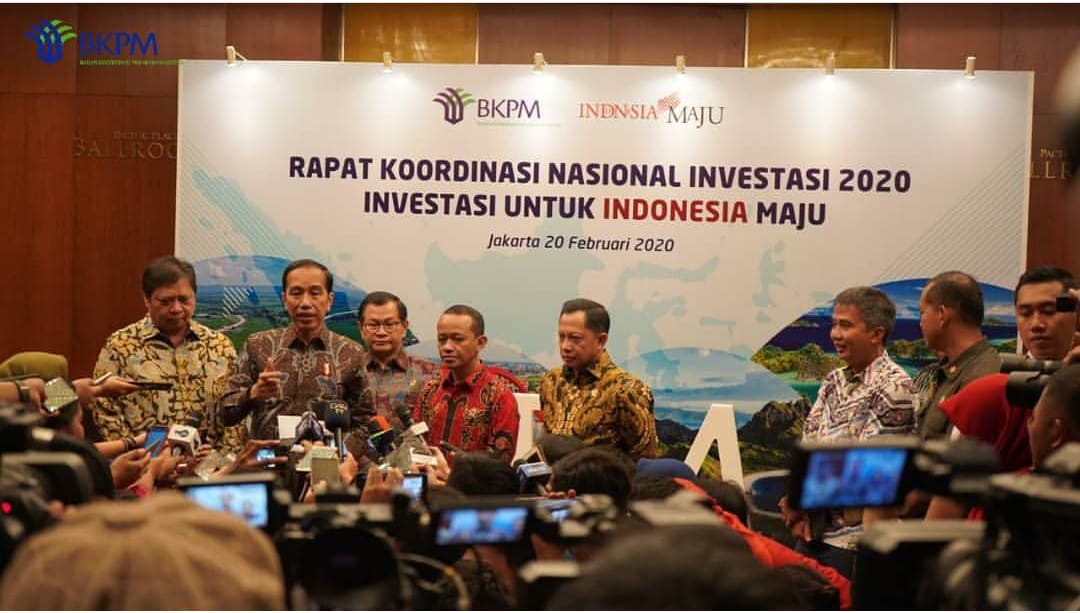 BKPM
BKPM
INDONESIA MAJU
RAPAT KOORDINASI NASIONAL INVESTASI 2020
INVESTASI UNTUK INDONESIA MAJU
Jakarta 20 Februari 2020